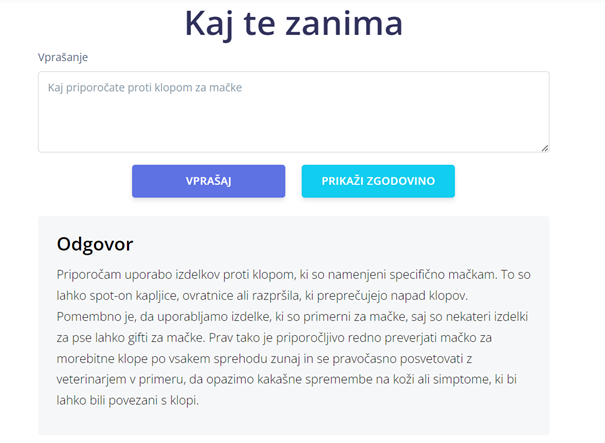 Kaj te zanima
Vprašanje
Kaj priporočate proti klopom za mačke
VPRAŠAJ
PRIKAŽI ZGODOVINO
Odgovor
Priporočam uporabo izdelkov proti klopom, ki so namenjeni specifično mačkam. To so
lahko spot-on kapljice, ovratnice ali razpršila, ki preprečujejo napad klopov.
Pomembno je, da uporabljamo izdelke, ki so primerni za mačke, saj so nekateri izdelki
za pse lahko gifti za mačke. Prav tako je priporočljivo redno preverjati mačko za
morebitne klope po vsakem sprehodu zunaj in se pravočasno posvetovati z
veterinarjem v primeru, da opazimo kakašne spremembe na koži ali simptome, ki bi
lahko bili povezani s klopi.